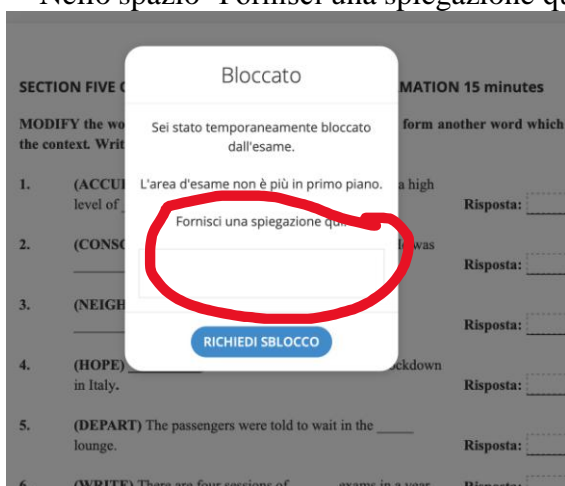 Nello spazio "Fornisci una spiegazione qu
SECTION FIVE
Bloccato
MATION 15 minutes
MODIFY the wo
form another word which
the context. Writ
Sei stato temporaneamente bloccato
dall'esame.
L'area d'esame non è più in primo piano.
1. (ACCU a high
level of Risposta:
Fornisci una spiegazione qui.
2. (CONSC was
Risposta:
3. (NEIGH
Risposta:
RICHIEDI SBLOCCO
4. (HOPE) ckdown
in Italy. Risposta:
5. (DEPART) The passengers were told to wait in the
lounge. Risposta:
6. (WRITE) There are four sessions of exams in a year. Risposta: